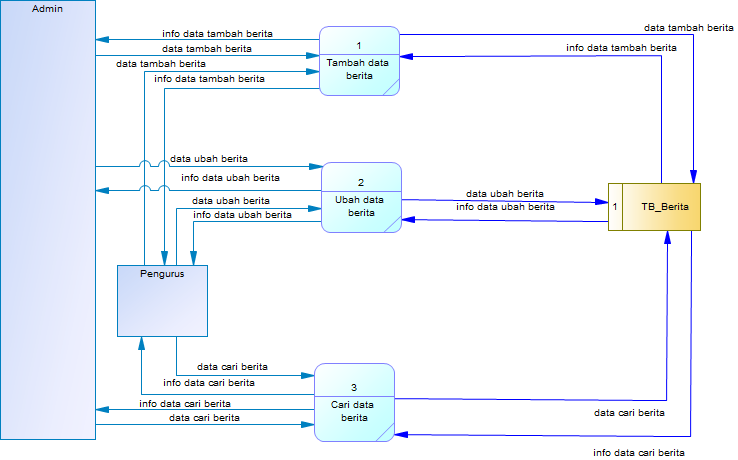 Admin
info data tambah berita
data tambah berita
data tambah berita
info data tambah berita
1
Tambah data
berita
data tambah berita
info data tambah berita
data ubah berita
info data ubah berita
data ubah berita
info data ubah berita
2
Ubah data
berita
data ubah berita
info data ubah berita
1
TB_Berita
Pengurus
data cari berita
info data cari berita
info data cari berita
data cari berita
3
Cari data
berita
data cari berita
info data cari berita